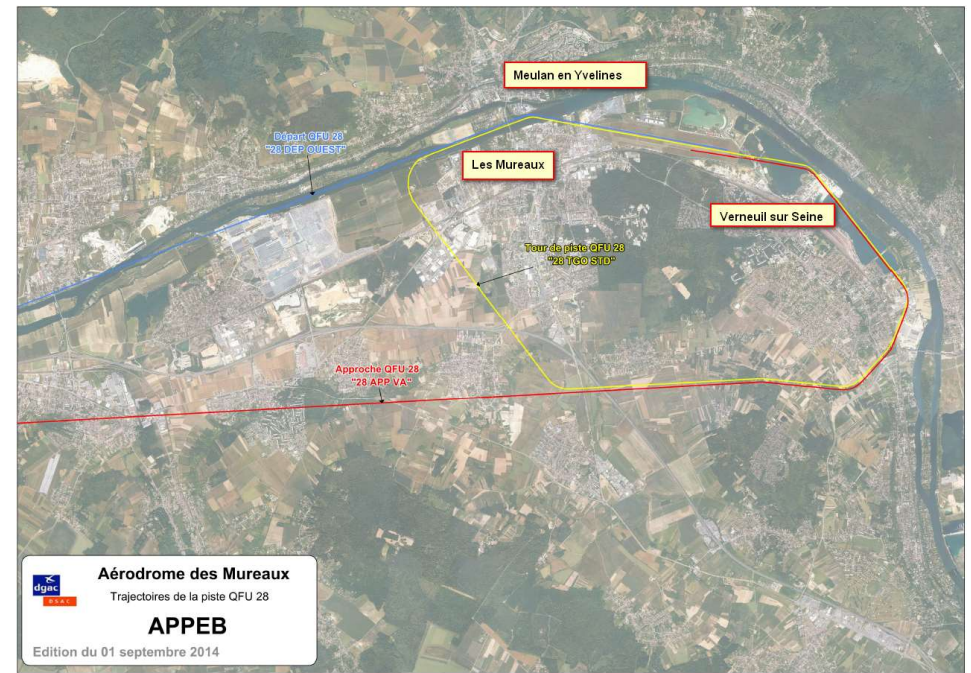 Meulan en Yvelines
Départ QFU 28
"28 DEP OUEST"
Les Mureaux
Verneuil sur Seine
Tour de piste QFU 28
"28 TGO STD"
Approche QFU 28
"28 APP VA"
dgac
DSAC
Aérodrome des Mureaux
Trajectoires de la piste QFU 28
APPEB
Edition du 01 septembre 2014